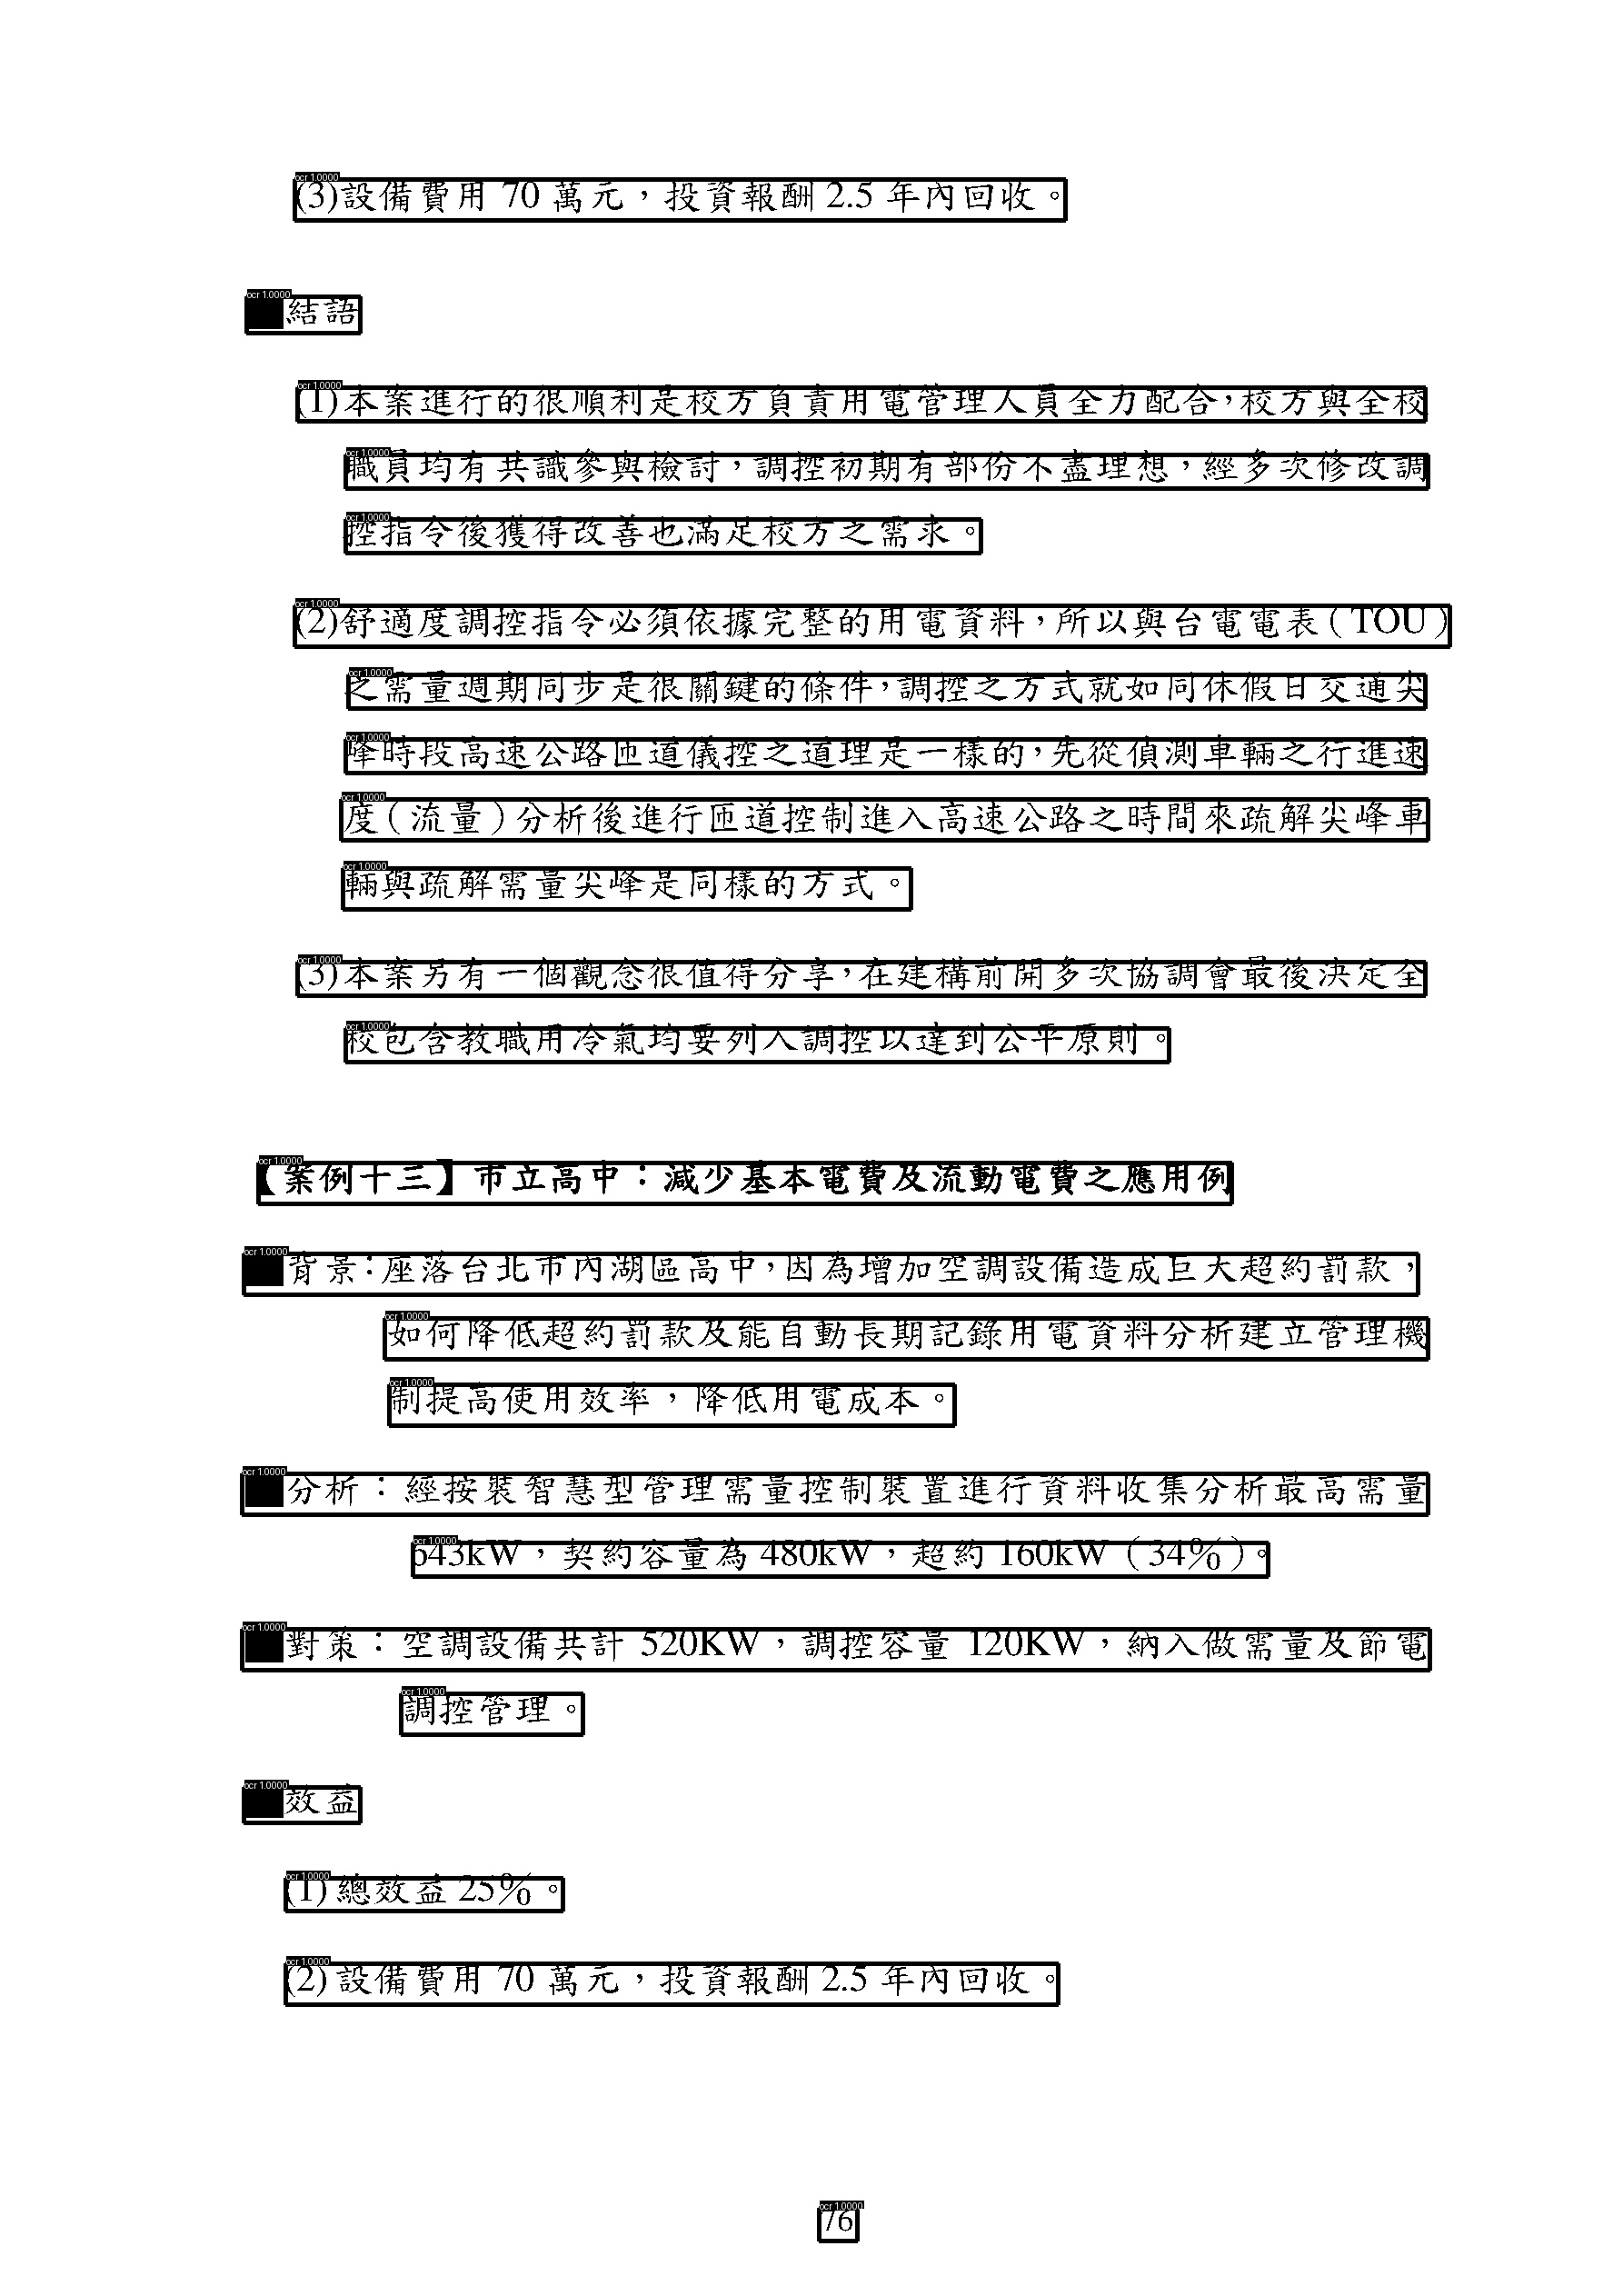 (3)設備費用 70 萬元，投資報酬 2.5 年內回收。
■結語
(1)本案進行的很順利是校方負責用電管理人員全力配合，校方與全校
職員均有共識參與檢討，調控初期有部份不盡理想，經多次修改調
控指令後獲得改善也滿足校方之需求。
(2)舒適度調控指令必須依據完整的用電資料，所以與台電電表（TOU）
之需量週期同步是很關鍵的條件，調控之方式就如同休假日交通尖
峰時段高速公路匝道儀控之道理是一樣的，先從偵測車輛之行進速
度（流量）分析後進行匝道控制進入高速公路之時間來疏解尖峰車
輛與疏解需量尖峰是同樣的方式。
(3)本案另有一個觀念很值得分享，在建構前開多次協調會最後決定全
校包含教職用冷氣均要列入調控以達到公平原則。
【案例十三】市立高中：減少基本電費及流動電費之應用例
■背景：座落台北市內湖區高中，因為增加空調設備造成巨大超約罰款，
如何降低超約罰款及能自動長期記錄用電資料分析建立管理機
制提高使用效率，降低用電成本。
■分析：經按裝智慧型管理需量控制裝置進行資料收集分析最高需量
643kW，契約容量為 480kW，超約 160kW（34%）。
■對策：空調設備共計 520KW，調控容量 120KW，納入做需量及節電
調控管理。
■效益
(1) 總效益 25%。
(2) 設備費用 70 萬元，投資報酬 2.5 年內回收。
76